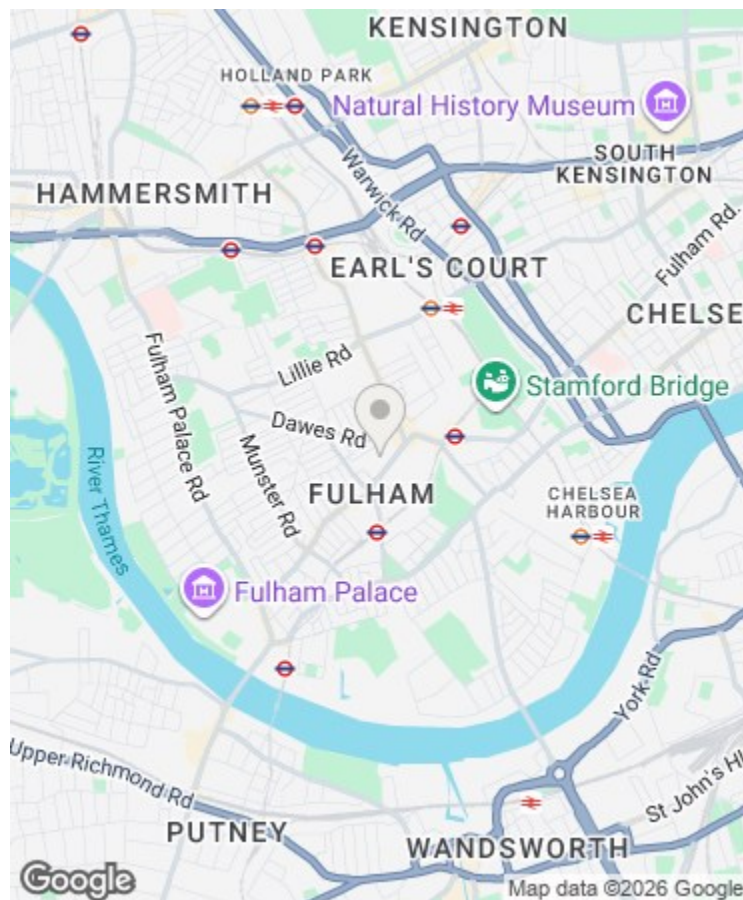 KENSINGTON
HOLLAND PARK
Natural History Museum
SOUTH
KENSINGTON
Warwick Rd
HAMMERSMITH
Fulham Rd.
EARL'S COURT
CHELSE
Lillie Rd
Stamford Bridge
Fulham Palace Rd
Dawes Rd
Munster Rd
River Thames
FULHAM
CHELSEA
HARBOUR
Fulham Palace
York Rd
Upper Richmond Rd
St John's Hl
PUTNEY
WANDSWORTH
Google
Map data ©2026 Google